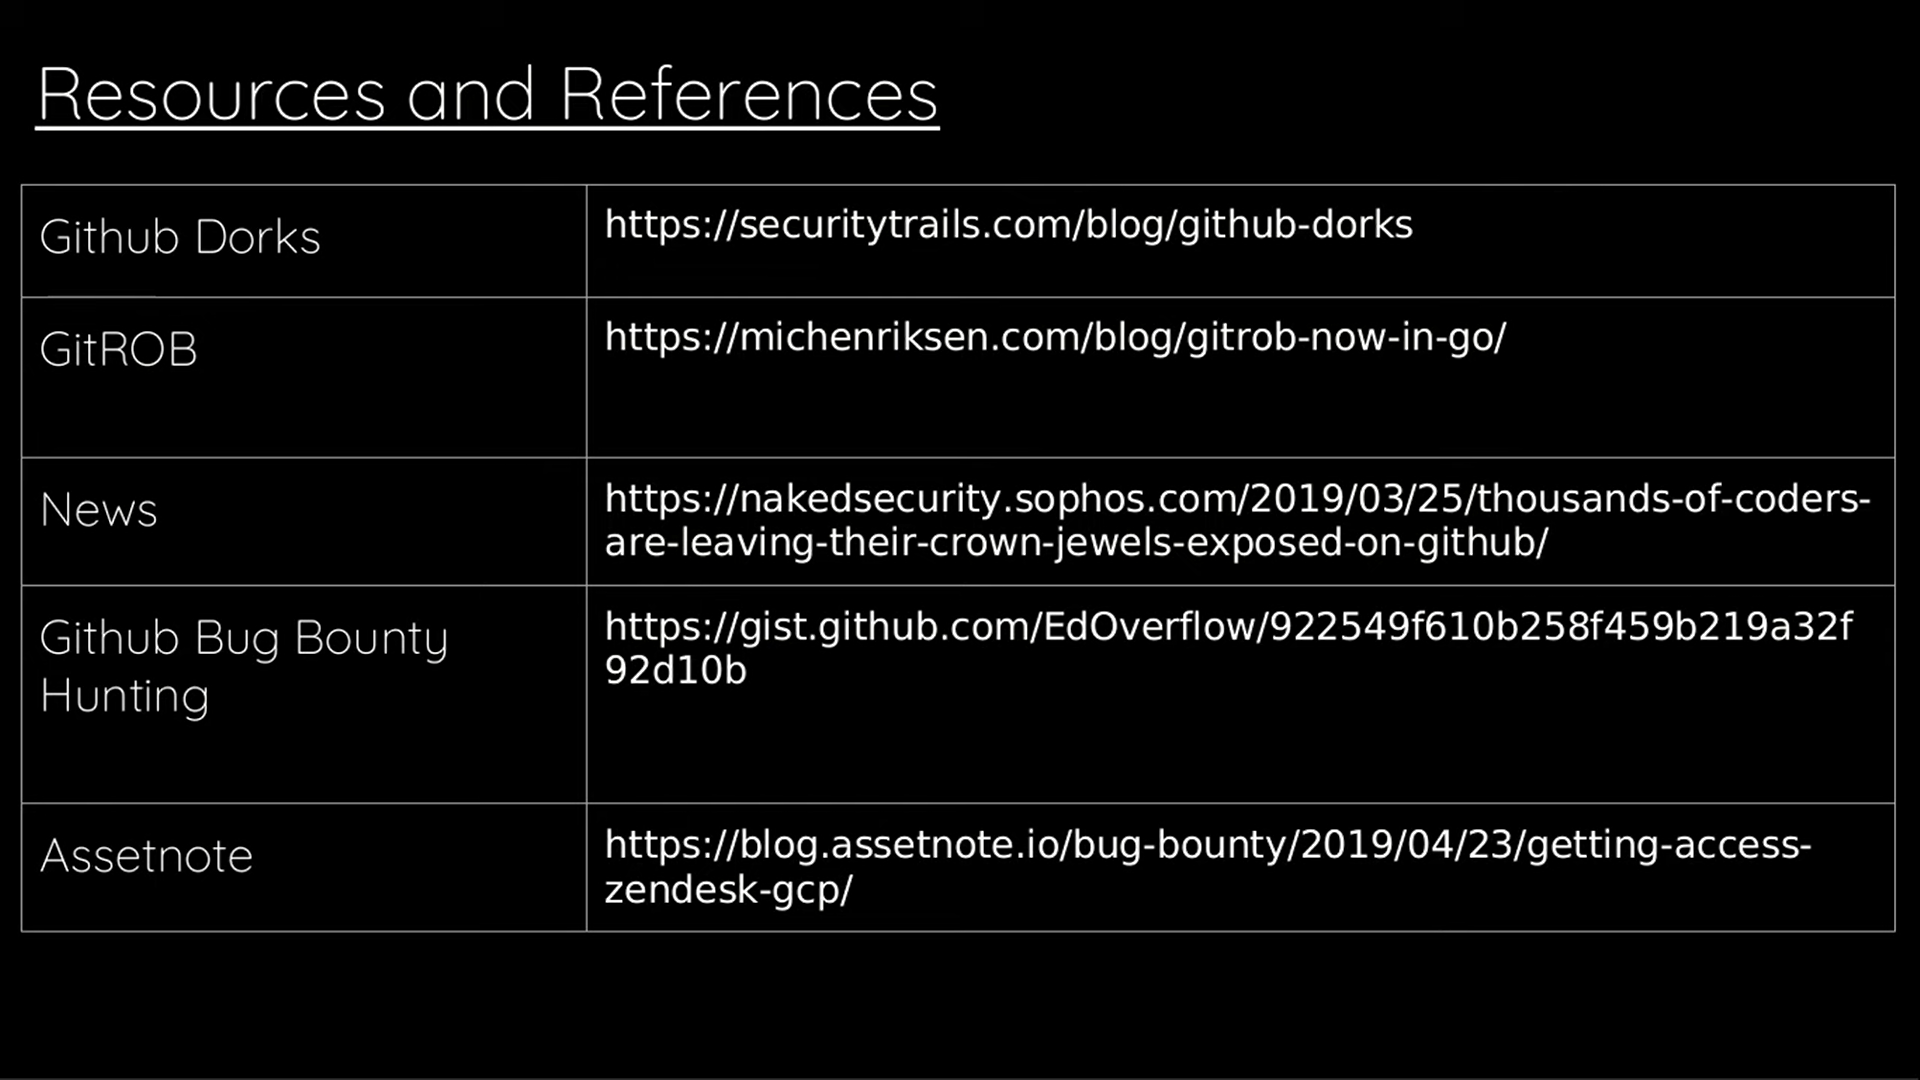 Resources and References
Github Dorks
https://securitytrails.com/blog/github-dorks
GitROB
https://michenriksen.com/blog/gitrob-now-in-go/
News
https://nakedsecurity.sophos.com/2019/03/25/thousands-of-coders-
are-leaving-their-crown-jewels-exposed-on-github/
Github Bug Bounty
Hunting
https://gist.github.com/EdOverflow/922549f610b258f459b219a32f
92d10b
Assetnote
https://blog.assetnote.io/bug-bounty/2019/04/23/getting-access-
zendesk-gcp/